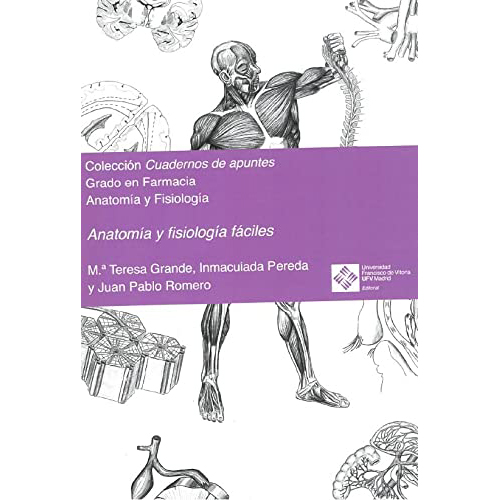 Colección Cuadernos de apuntes
Grado en Farmacia
Anatomía y Fisiología
Anatomía y fisiología fáciles
M.ª Teresa Grande, Inmaculada Pereda
y Juan Pablo Romero
Universidad
Francisco de Vitoria
UFV Madrid
Editorial